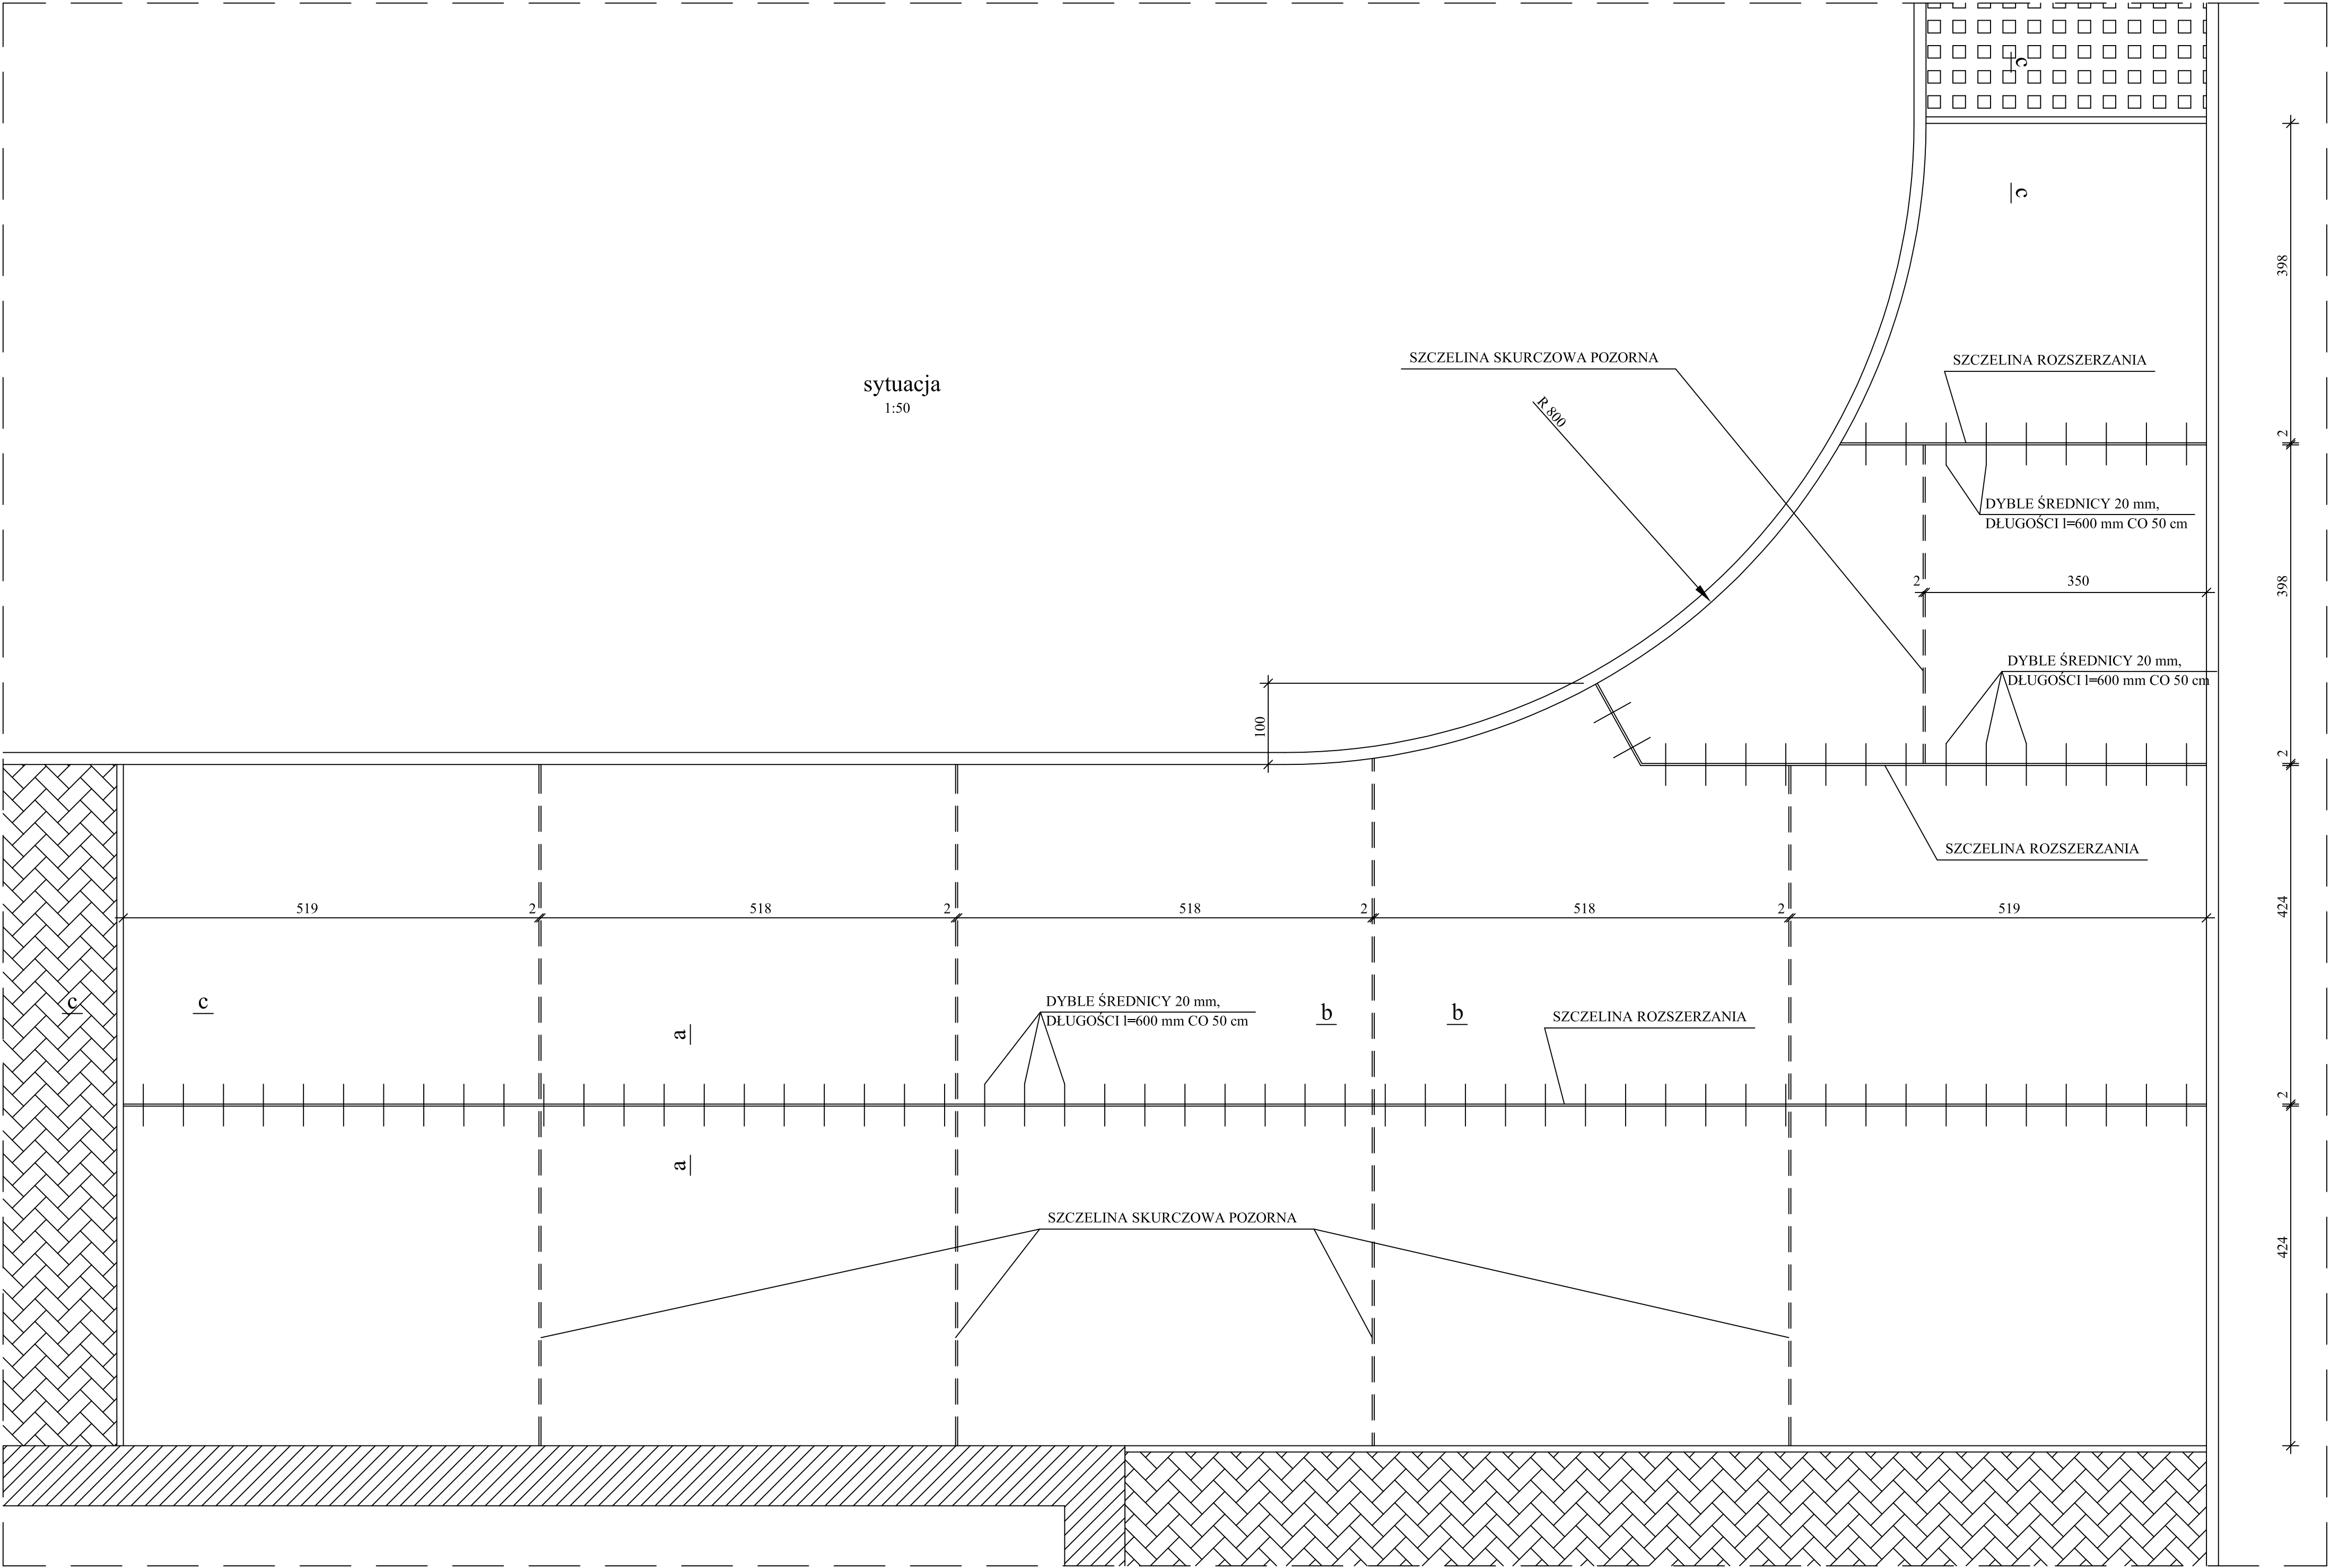 c
c
398
SZCZELINA SKURCZOWA POZORNA
SZCZELINA ROZSZERZANIA
sytuacja
1:50
R 800
2
DYBLE ŚREDNICY 20 mm,
DŁUGOŚCI l=600 mm CO 50 cm
2
350
398
DYBLE ŚREDNICY 20 mm,
DŁUGOŚCI l=600 mm CO 50 cm
100
2
SZCZELINA ROZSZERZANIA
519
2
518
2
518
2
518
2
519
424
c
c
a
DYBLE ŚREDNICY 20 mm,
DŁUGOŚCI l=600 mm CO 50 cm
b
b
SZCZELINA ROZSZERZANIA
2
a
SZCZELINA SKURCZOWA POZORNA
424